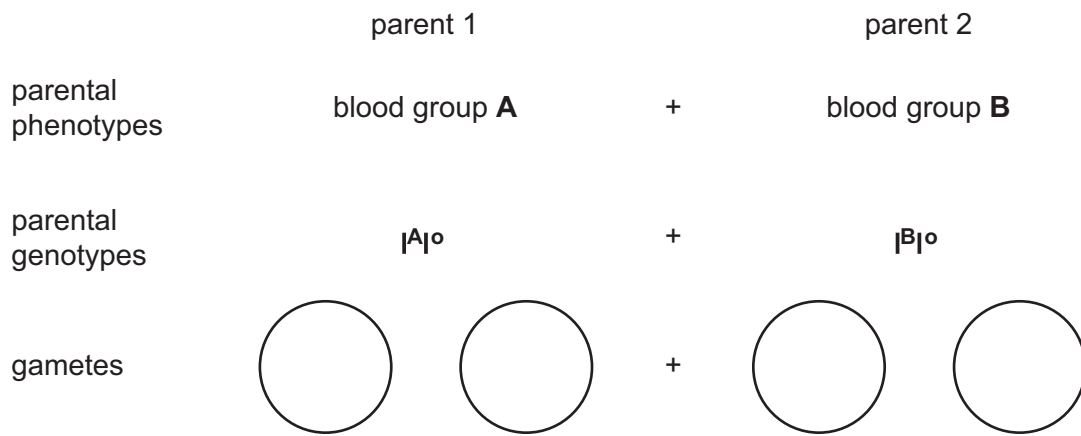 parent 1 parent 2
parental
phenotypes
blood group A + blood group B
parental
genotypes
IᴬIᵒ + IᴮIᵒ
gametes +